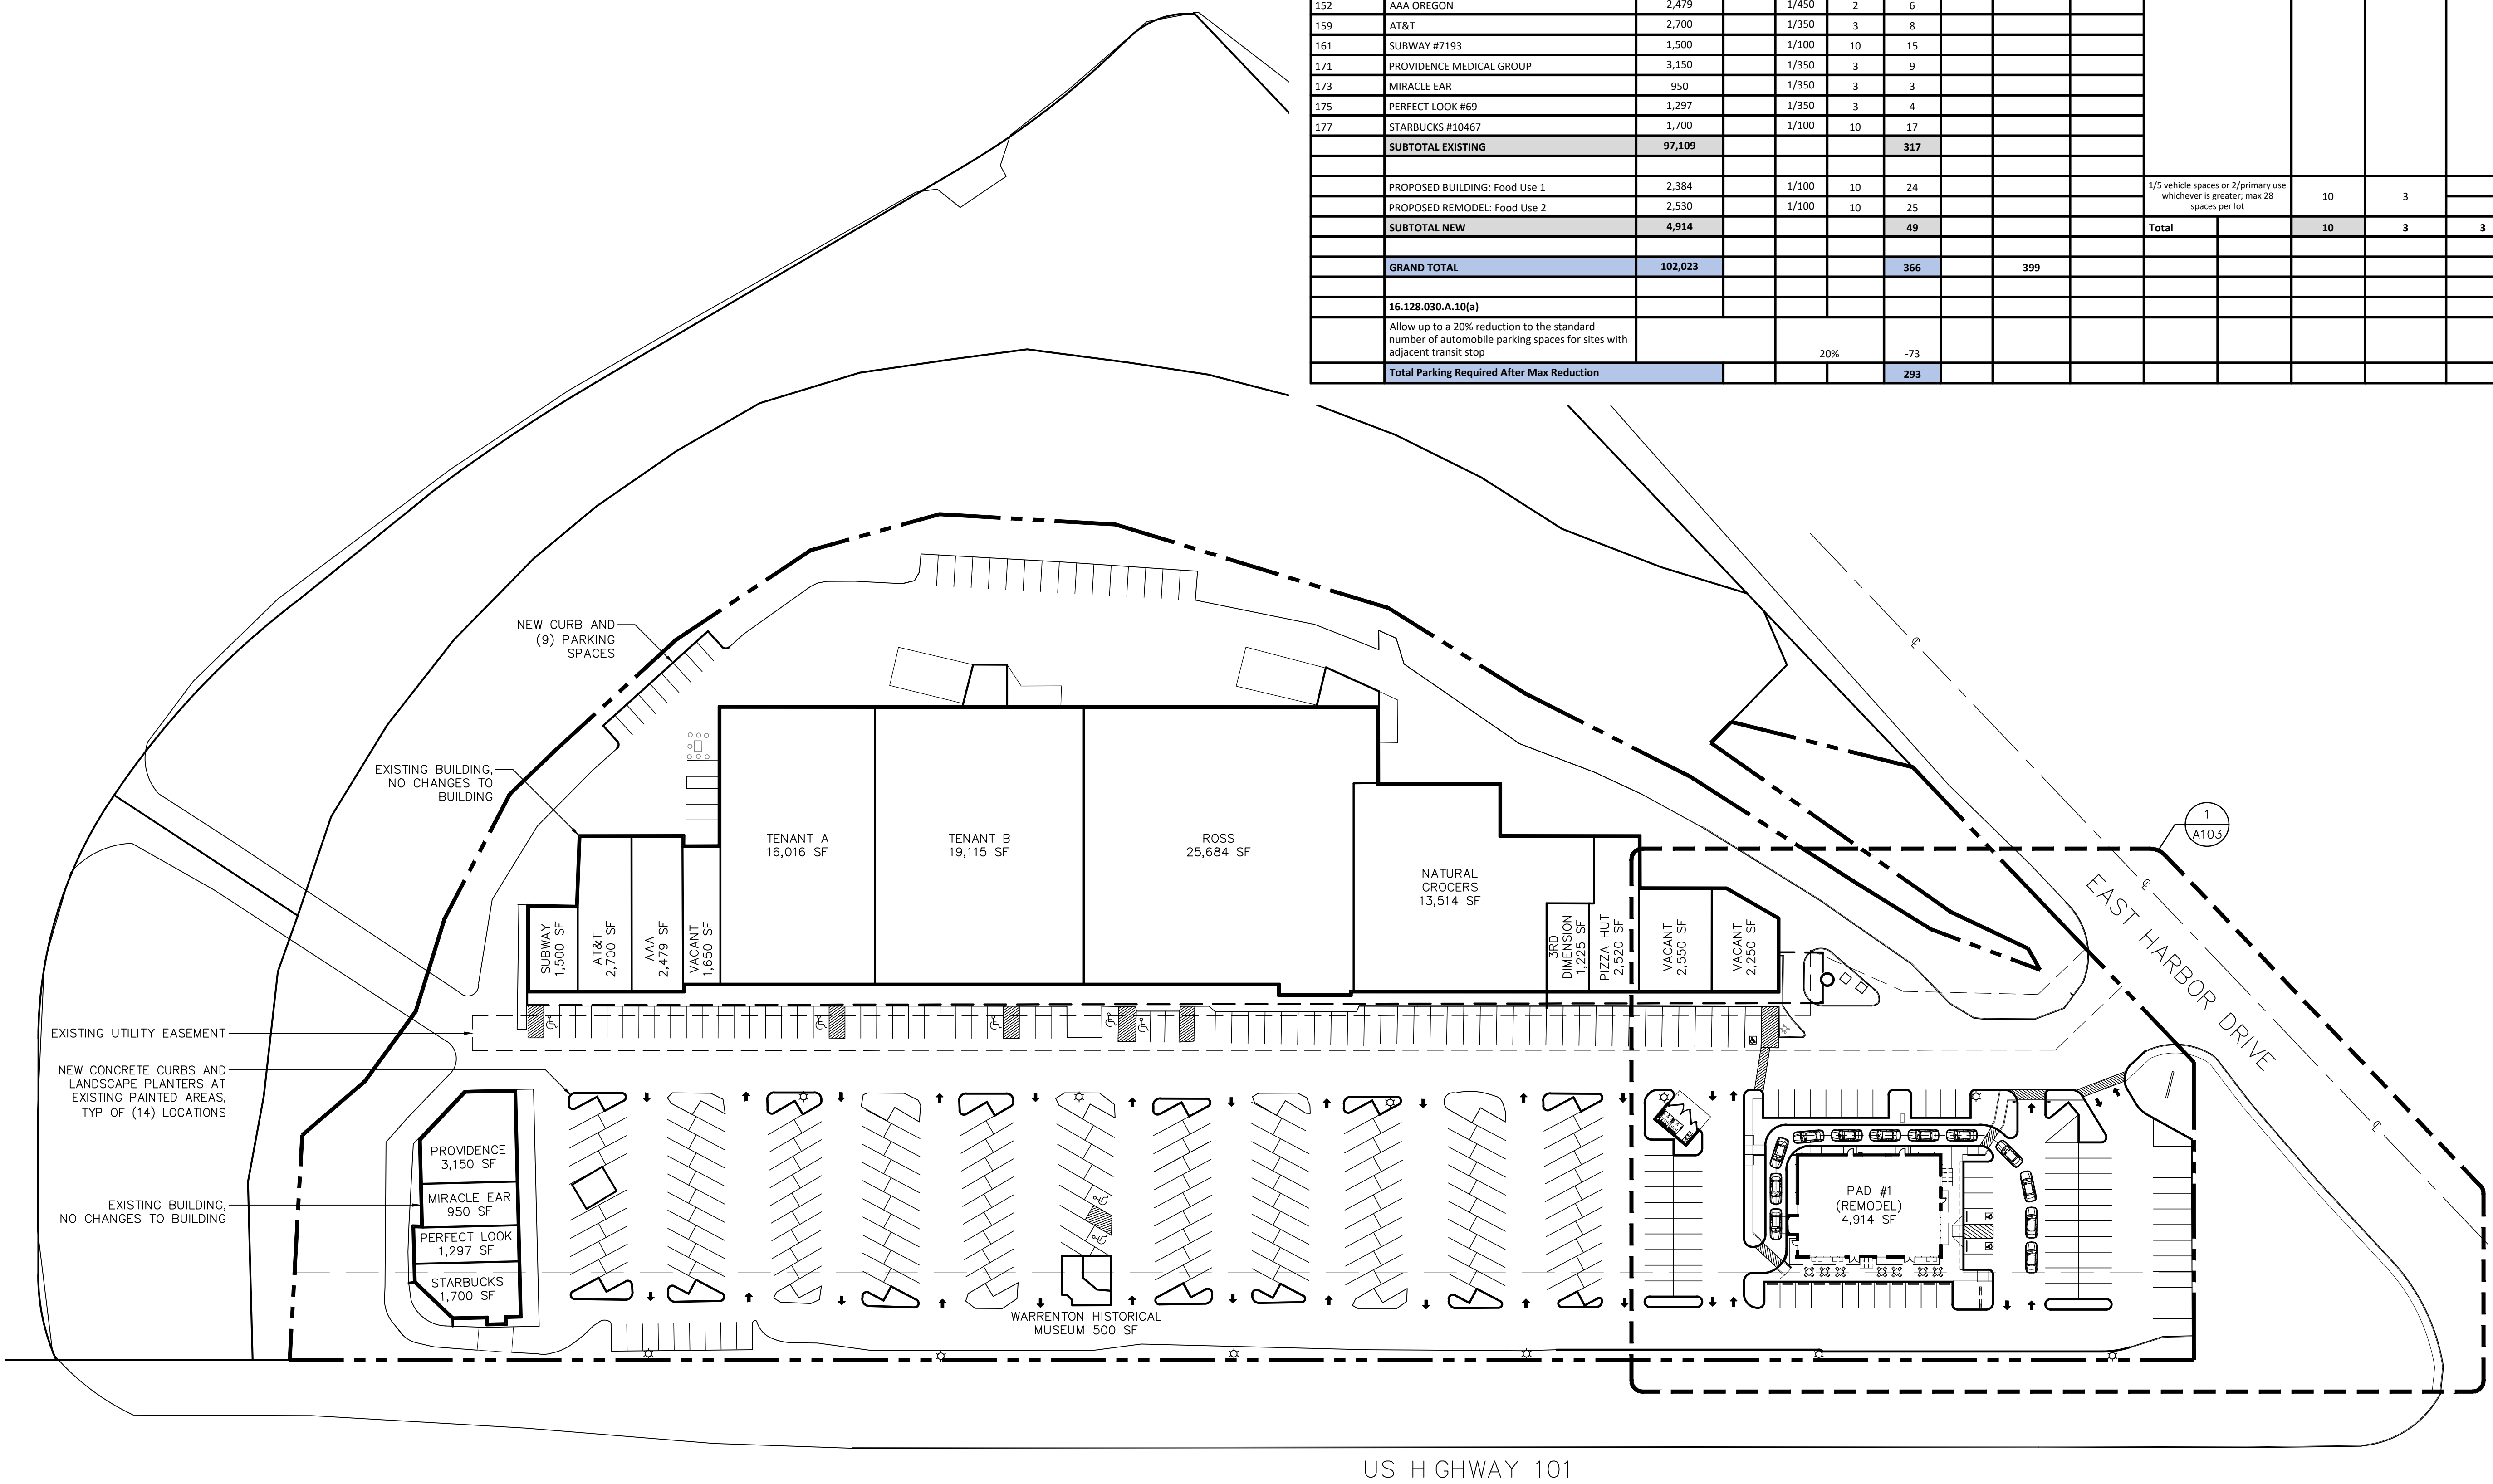 152 AAA OREGON 2,479 1/450 2 6
159 AT&T 2,700 1/350 3 8
161 SUBWAY #7193 1,500 1/100 10 15
171 PROVIDENCE MEDICAL GROUP 3,150 1/350 3 9
173 MIRACLE EAR 950 1/350 3 3
175 PERFECT LOOK #69 1,297 1/350 3 4
177 STARBUCKS #10467 1,700 1/100 10 17
SUBTOTAL EXISTING 97,109 317
PROPOSED BUILDING: Food Use 1 2,384 1/100 10 24
PROPOSED REMODEL: Food Use 2 2,530 1/100 10 25
1/5 vehicle spaces or 2/primary use
whichever is greater; max 28
spaces per lot
10 3
SUBTOTAL NEW 4,914 49 Total 10 3 3
GRAND TOTAL 102,023 366 399
16.128.030.A.10(a)
Allow up to a 20% reduction to the standard
number of automobile parking spaces for sites with
adjacent transit stop 20% -73
Total Parking Required After Max Reduction 293
NEW CURB AND
(9) PARKING
SPACES
EXISTING BUILDING,
NO CHANGES TO
BUILDING
TENANT A
16,016 SF
TENANT B
19,115 SF
ROSS
25,684 SF
NATURAL
GROCERS
13,514 SF
SUBWAY
1,500 SF
AT&T
2,700 SF
AAA
2,479 SF
VACANT
1,650 SF
3RD
DIMENSION
1,225 SF
PIZZA HUT
2,520 SF
VACANT
2,550 SF
VACANT
2,250 SF
1
A103
EAST HARBOR DRIVE
EXISTING UTILITY EASEMENT
NEW CONCRETE CURBS AND
LANDSCAPE PLANTERS AT
EXISTING PAINTED AREAS,
TYP OF (14) LOCATIONS
EXISTING BUILDING,
NO CHANGES TO BUILDING
PROVIDENCE
3,150 SF
MIRACLE EAR
950 SF
PERFECT LOOK
1,297 SF
STARBUCKS
1,700 SF
WARRENTON HISTORICAL
MUSEUM 500 SF
PAD #1
(REMODEL)
4,914 SF
US HIGHWAY 101